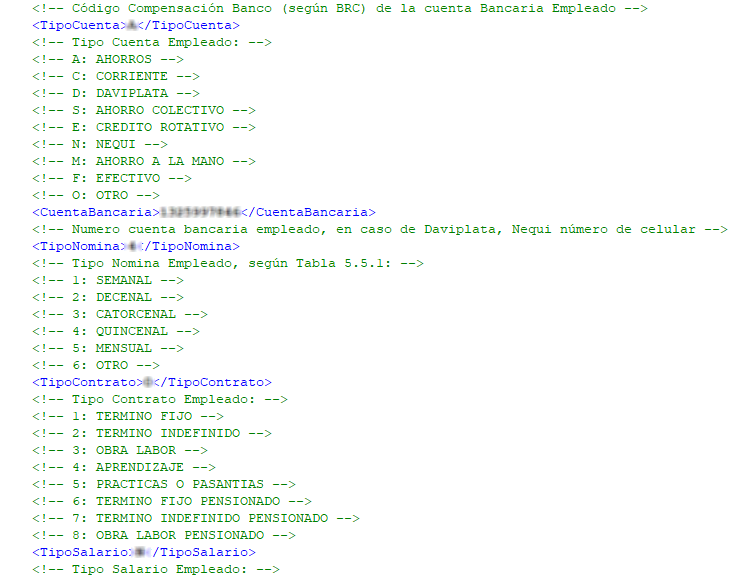 <!-- Código Compensación Banco (según BRC) de la cuenta Bancaria Empleado -->
<TipoCuenta></TipoCuenta>
<!-- Tipo Cuenta Empleado: -->
<!-- A: AHORROS -->
<!-- C: CORRIENTE -->
<!-- D: DAVIPLATA -->
<!-- S: AHORRO COLECTIVO -->
<!-- E: CREDITO ROTATIVO -->
<!-- N: NEQUI -->
<!-- M: AHORRO A LA MANO -->
<!-- F: EFECTIVO -->
<!-- O: OTRO -->
<CuentaBancaria></CuentaBancaria>
<!-- Numero cuenta bancaria empleado, en caso de Daviplata, Nequi número de celular -->
<TipoNomina></TipoNomina>
<!-- Tipo Nomina Empleado, según Tabla 5.5.1: -->
<!-- 1: SEMANAL -->
<!-- 2: DECENAL -->
<!-- 3: CATORCENAL -->
<!-- 4: QUINCENAL -->
<!-- 5: MENSUAL -->
<!-- 6: OTRO -->
<TipoContrato></TipoContrato>
<!-- Tipo Contrato Empleado: -->
<!-- 1: TERMINO FIJO -->
<!-- 2: TERMINO INDEFINIDO -->
<!-- 3: OBRA LABOR -->
<!-- 4: APRENDIZAJE -->
<!-- 5: PRACTICAS O PASANTIAS -->
<!-- 6: TERMINO FIJO PENSIONADO -->
<!-- 7: TERMINO INDEFINIDO PENSIONADO -->
<!-- 8: OBRA LABOR PENSIONADO -->
<TipoSalario></TipoSalario>
<!-- Tipo Salario Empleado: -->